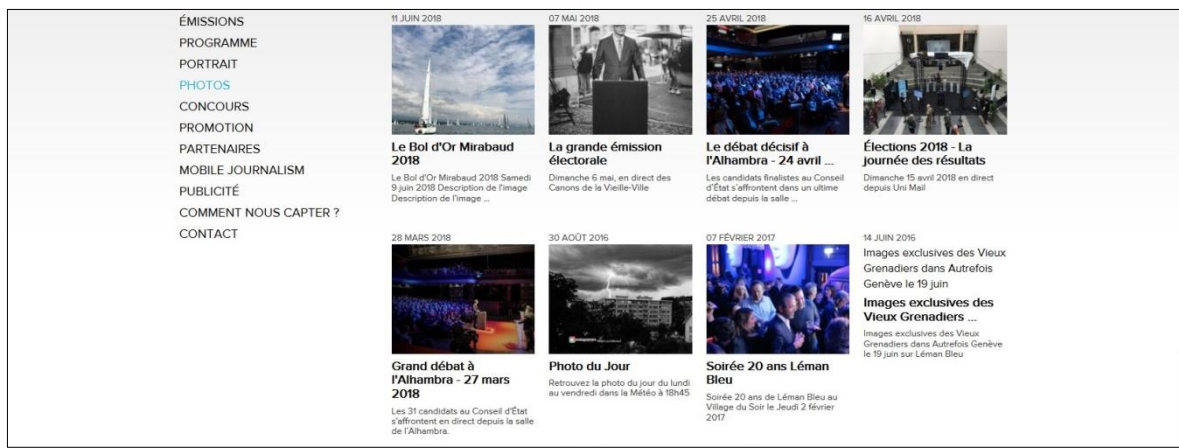 ÉMISSIONS
PROGRAMME
PORTRAIT
PHOTOS
CONCOURS
PROMOTION
PARTENAIRES
MOBILE JOURNALISM
PUBLICITÉ
COMMENT NOUS CAPTER ?
CONTACT
11 JUIN 2018
Le Bol d'Or Mirabaud
2018
Le Bol d'Or Mirabaud 2018 Samedi
9 juin 2018 Description de l'image
Description de l'image ...
07 MAI 2018
La grande émission
électorale
Dimanche 6 mai, en direct des
Canons de la Vieille-Ville
25 AVRIL 2018
Le débat décisif à
l'Alhambra - 24 avril ...
Les candidats finalistes au Conseil
d'État s'affrontent dans un ultime
débat depuis la salle ...
16 AVRIL 2018
Élections 2018 - La
journée des résultats
Dimanche 15 avril 2018 en direct
depuis Uni Mail
28 MARS 2018
Grand débat à
l'Alhambra - 27 mars
2018
Les 31 candidats au Conseil d'État
s'affrontent en direct depuis la salle
de l'Alhambra.
30 AOÛT 2016
Photo du Jour
Retrouvez la photo du jour du lundi
au vendredi dans la Météo à 18h45
07 FÉVRIER 2017
Soirée 20 ans Léman
Bleu
Soirée 20 ans de Léman Bleu au
Village du Soir le Jeudi 2 février
2017
14 JUIN 2016
Images exclusives des Vieux
Grenadiers dans Autrefois
Genève le 19 juin
Images exclusives des
Vieux Grenadiers ...
Images exclusives des Vieux
Grenadiers dans Autrefois Genève
le 19 juin sur Léman Bleu